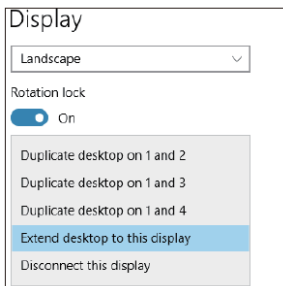 Display
Landscape
Rotation lock
On
Duplicate desktop on 1 and 2
Duplicate desktop on 1 and 3
Duplicate desktop on 1 and 4
Extend desktop to this display
Disconnect this display